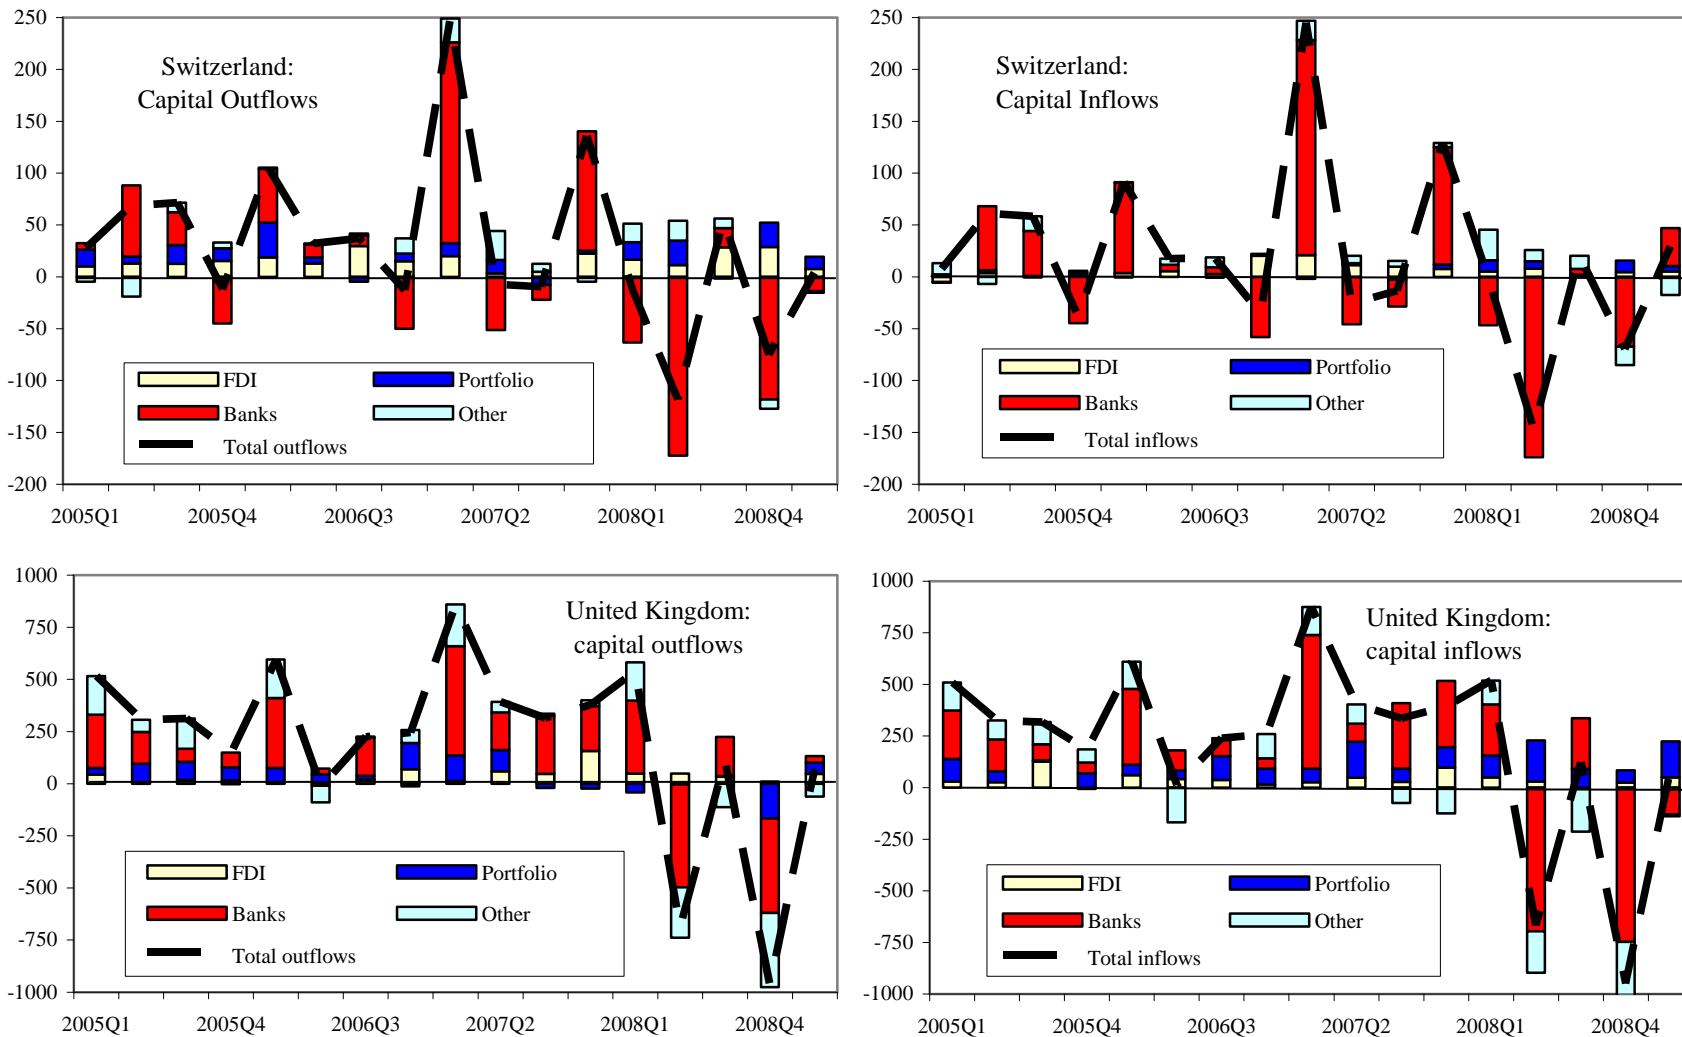 250
200
150
100
50
0
-50
-100
-150
-200
Switzerland:
Capital Outflows
FDI
Portfolio
Banks
Other
Total outflows
2005Q1
2005Q4
2006Q3
2007Q2
2008Q1
2008Q4
250
200
150
100
50
0
-50
-100
-150
-200
Switzerland:
Capital Inflows
FDI
Portfolio
Banks
Other
Total inflows
2005Q1
2005Q4
2006Q3
2007Q2
2008Q1
2008Q4
1000
750
500
250
0
-250
-500
-750
-1000
United Kingdom:
capital outflows
FDI
Portfolio
Banks
Other
Total outflows
2005Q1
2005Q4
2006Q3
2007Q2
2008Q1
2008Q4
1000
750
500
250
0
-250
-500
-750
-1000
United Kingdom:
capital inflows
FDI
Portfolio
Banks
Other
Total inflows
2005Q1
2005Q4
2006Q3
2007Q2
2008Q1
2008Q4